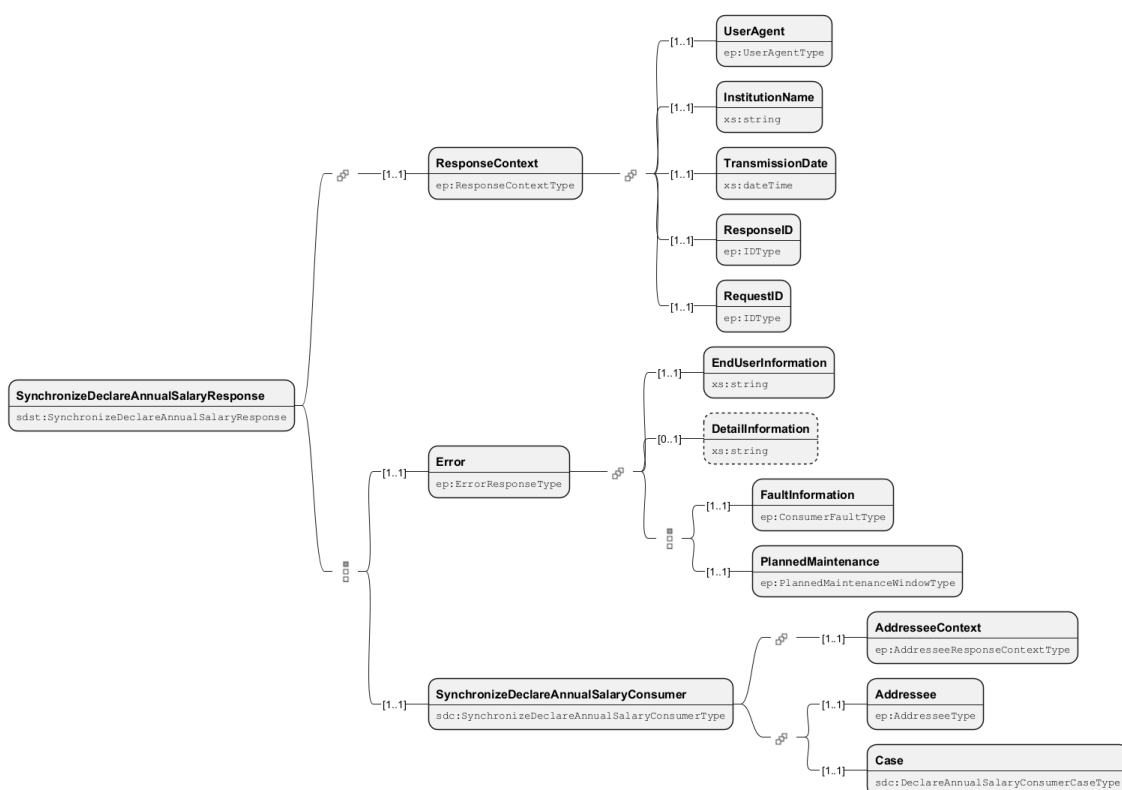 UserAgent
[1..1]
ep:UserAgentType
InstitutionName
[1..1]
xs:string
ResponseContext
[1..1]
ep:ResponseContextType
TransmissionDate
[1..1]
xs:dateTime
ResponseID
[1..1]
ep:IDType
RequestID
[1..1]
ep:IDType
SynchronizeDeclareAnnualSalaryResponse
sdst:SynchronizeDeclareAnnualSalaryResponse
EndUserInformation
[1..1]
xs:string
Error
[1..1]
ep:ErrorResponseType
DetailInformation
[0..1]
xs:string
FaultInformation
[1..1]
ep:ConsumerFaultType
PlannedMaintenance
[1..1]
ep:PlannedMaintenanceWindowType
SynchronizeDeclareAnnualSalaryConsumer
[1..1]
sdc:SynchronizeDeclareAnnualSalaryConsumerType
AddresseeContext
[1..1]
ep:AddresseeResponseContextType
Addressee
[1..1]
ep:AddresseeType
Case
[1..1]
sdc:DeclareAnnualSalaryConsumerCaseType